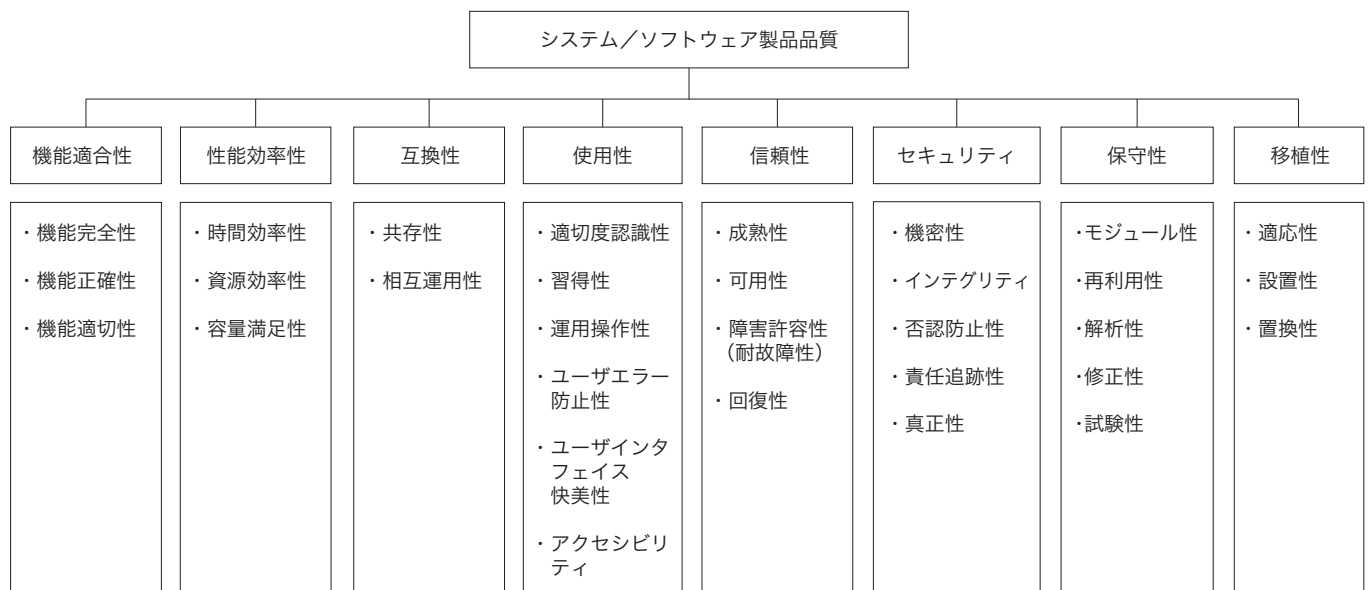 システム／ソフトウェア製品品質
機能適合性
性能効率性
互換性
使用性
信頼性
セキュリティ
保守性
移植性
・機能完全性
・機能正確性
・機能適切性
・時間効率性
・資源効率性
・容量満足性
・共存性
・相互運用性
・適切度認識性
・習得性
・運用操作性
・ユーザエラー
防止性
・ユーザインタ
フェイス
快美性
・アクセシビリ
ティ
・成熟性
・可用性
・障害許容性
（耐故障性）
・回復性
・機密性
・インテグリティ
・否認防止性
・責任追跡性
・真正性
・モジュール性
・再利用性
・解析性
・修正性
・試験性
・適応性
・設置性
・置換性